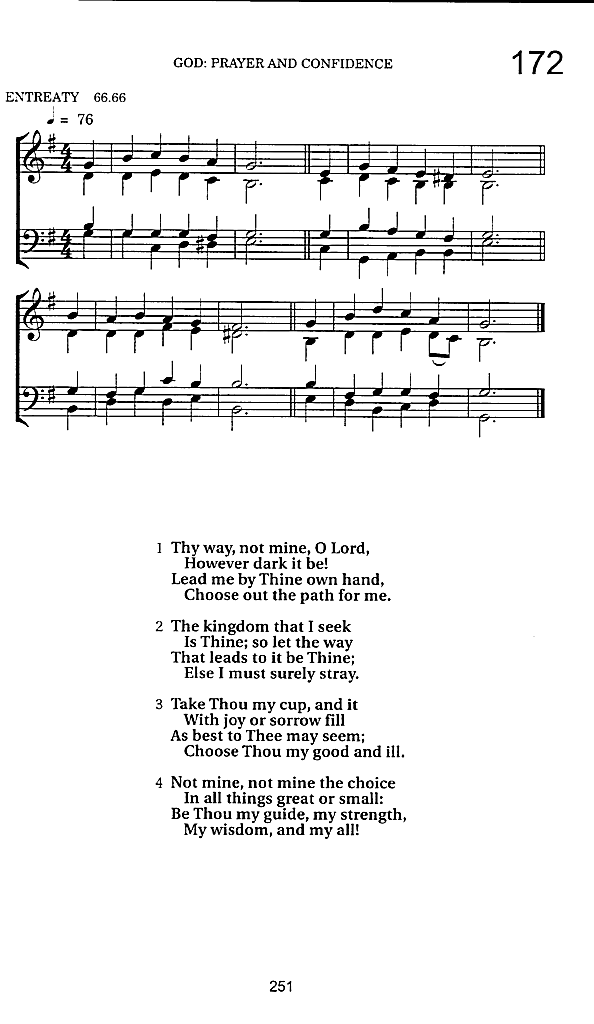 GOD: PRAYER AND CONFIDENCE
172
ENTREATY 66.66
♩ = 76
1 Thy way, not mine, O Lord,
However dark it be!
Lead me by Thine own hand,
Choose out the path for me.
2 The kingdom that I seek
Is Thine; so let the way
That leads to it be Thine;
Else I must surely stray.
3 Take Thou my cup, and it
With joy or sorrow fill
As best to Thee may seem;
Choose Thou my good and ill.
4 Not mine, not mine the choice
In all things great or small:
Be Thou my guide, my strength,
My wisdom, and my all!
251